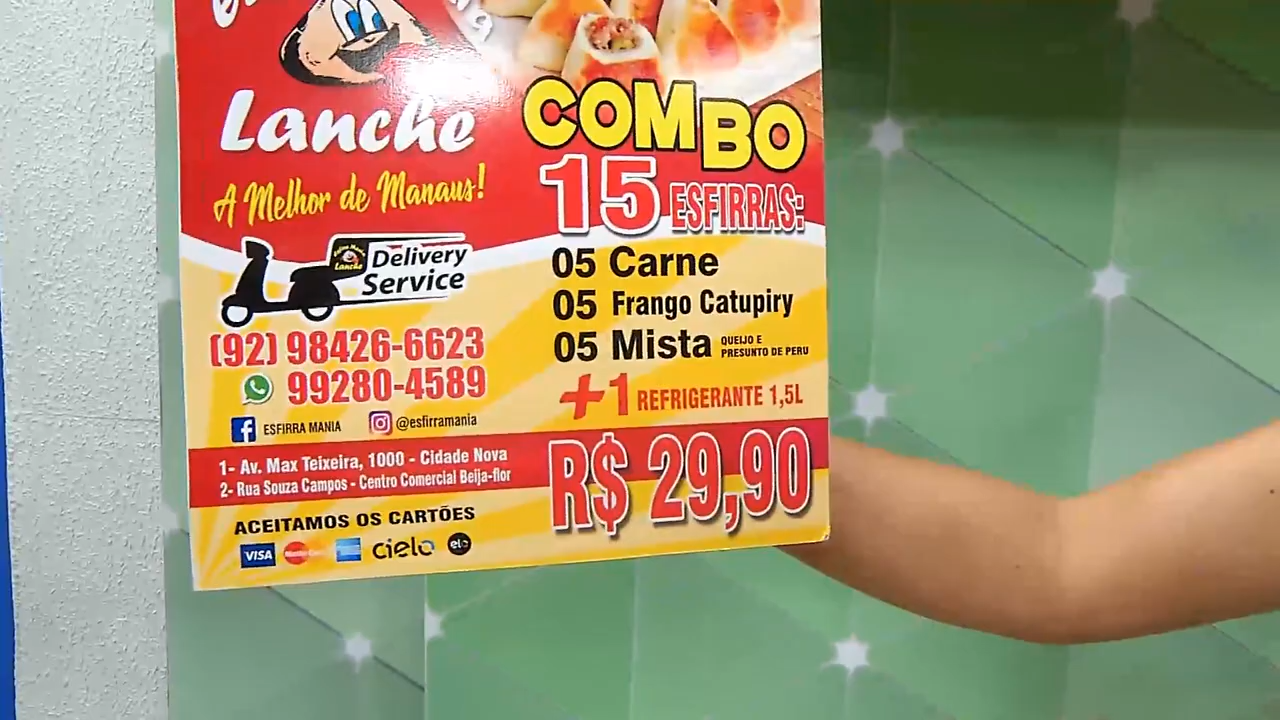 Lanche
A Melhor de Manaus!
Delivery
Service
Lanche
(92) 98426-6623
99280-4589
ESFIRRA MANIA
@esfirramania
1- Av. Max Teixeira, 1000 - Cidade Nova
2- Rua Souza Campos - Centro Comercial Beija-flor
ACEITAMOS OS CARTÕES
VISA
MasterCard
cielo
elo
COMBO
15 ESFIRRAS:
05 Carne
05 Frango Catupiry
05 Mista QUEIJO E
PRESUNTO DE PERU
+1 REFRIGERANTE 1,5L
R$ 29,90